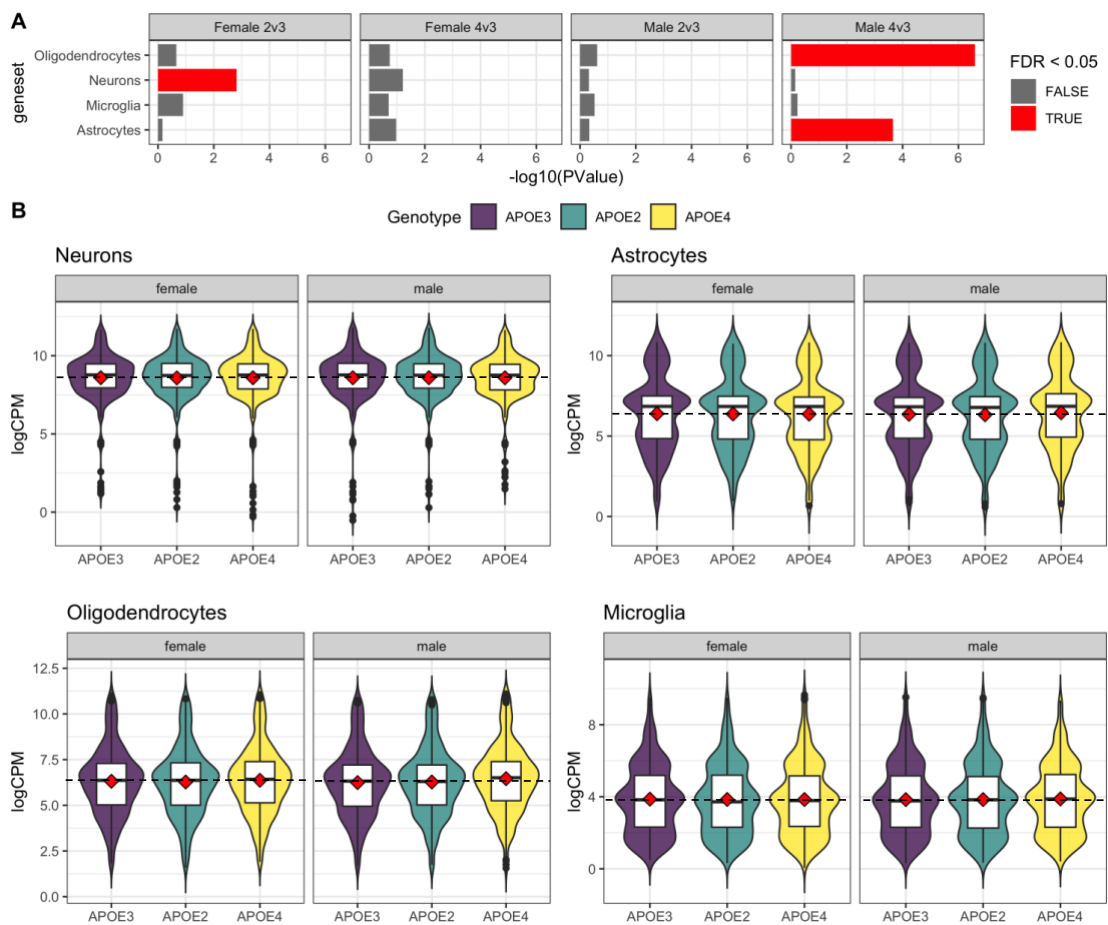 A
Female 2v3 Female 4v3 Male 2v3 Male 4v3
geneset
Oligodendrocytes
Neurons
Microglia
Astrocytes
FDR < 0.05
FALSE
TRUE
0 2 4 6 0 2 4 6 0 2 4 6 0 2 4 6
-log10(PValue)
B
Genotype APOE3 APOE2 APOE4
Neurons
female male
logCPM
10
5
0
APOE3 APOE2 APOE4 APOE3 APOE2 APOE4
Astrocytes
female male
logCPM
10
5
0
APOE3 APOE2 APOE4 APOE3 APOE2 APOE4
Oligodendrocytes
female male
logCPM
12.5
10.0
7.5
5.0
2.5
0.0
APOE3 APOE2 APOE4 APOE3 APOE2 APOE4
Microglia
female male
logCPM
8
4
0
APOE3 APOE2 APOE4 APOE3 APOE2 APOE4